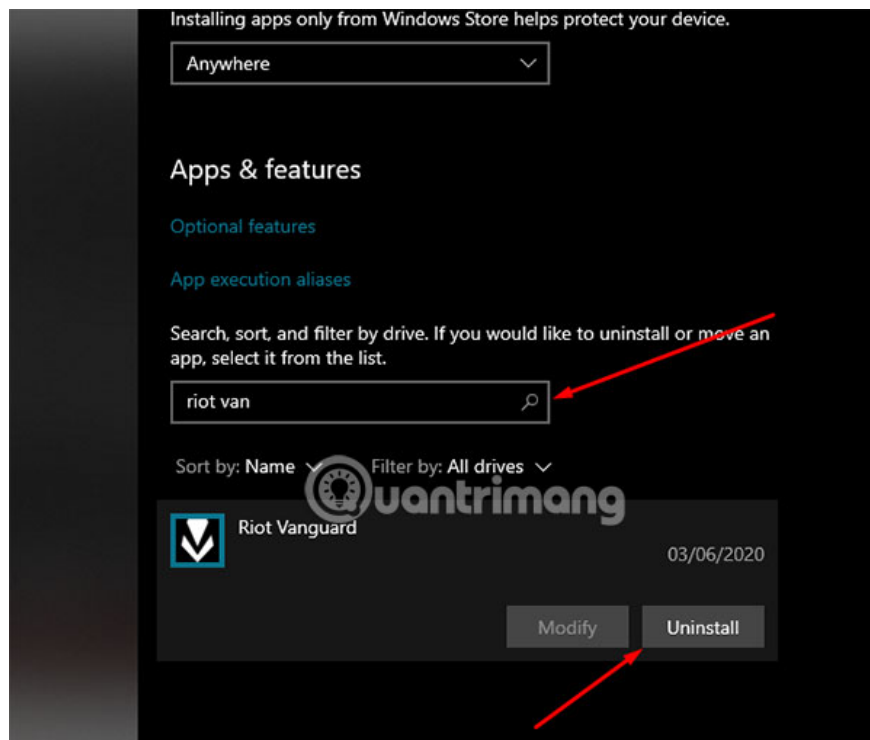 Installing apps only from Windows Store helps protect your device.
Anywhere
Apps & features
Optional features
App execution aliases
Search, sort, and filter by drive. If you would like to uninstall or move an
app, select it from the list.
riot van
Sort by: Name Filter by: All drives
Quantrimang
Riot Vanguard
03/06/2020
Modify Uninstall